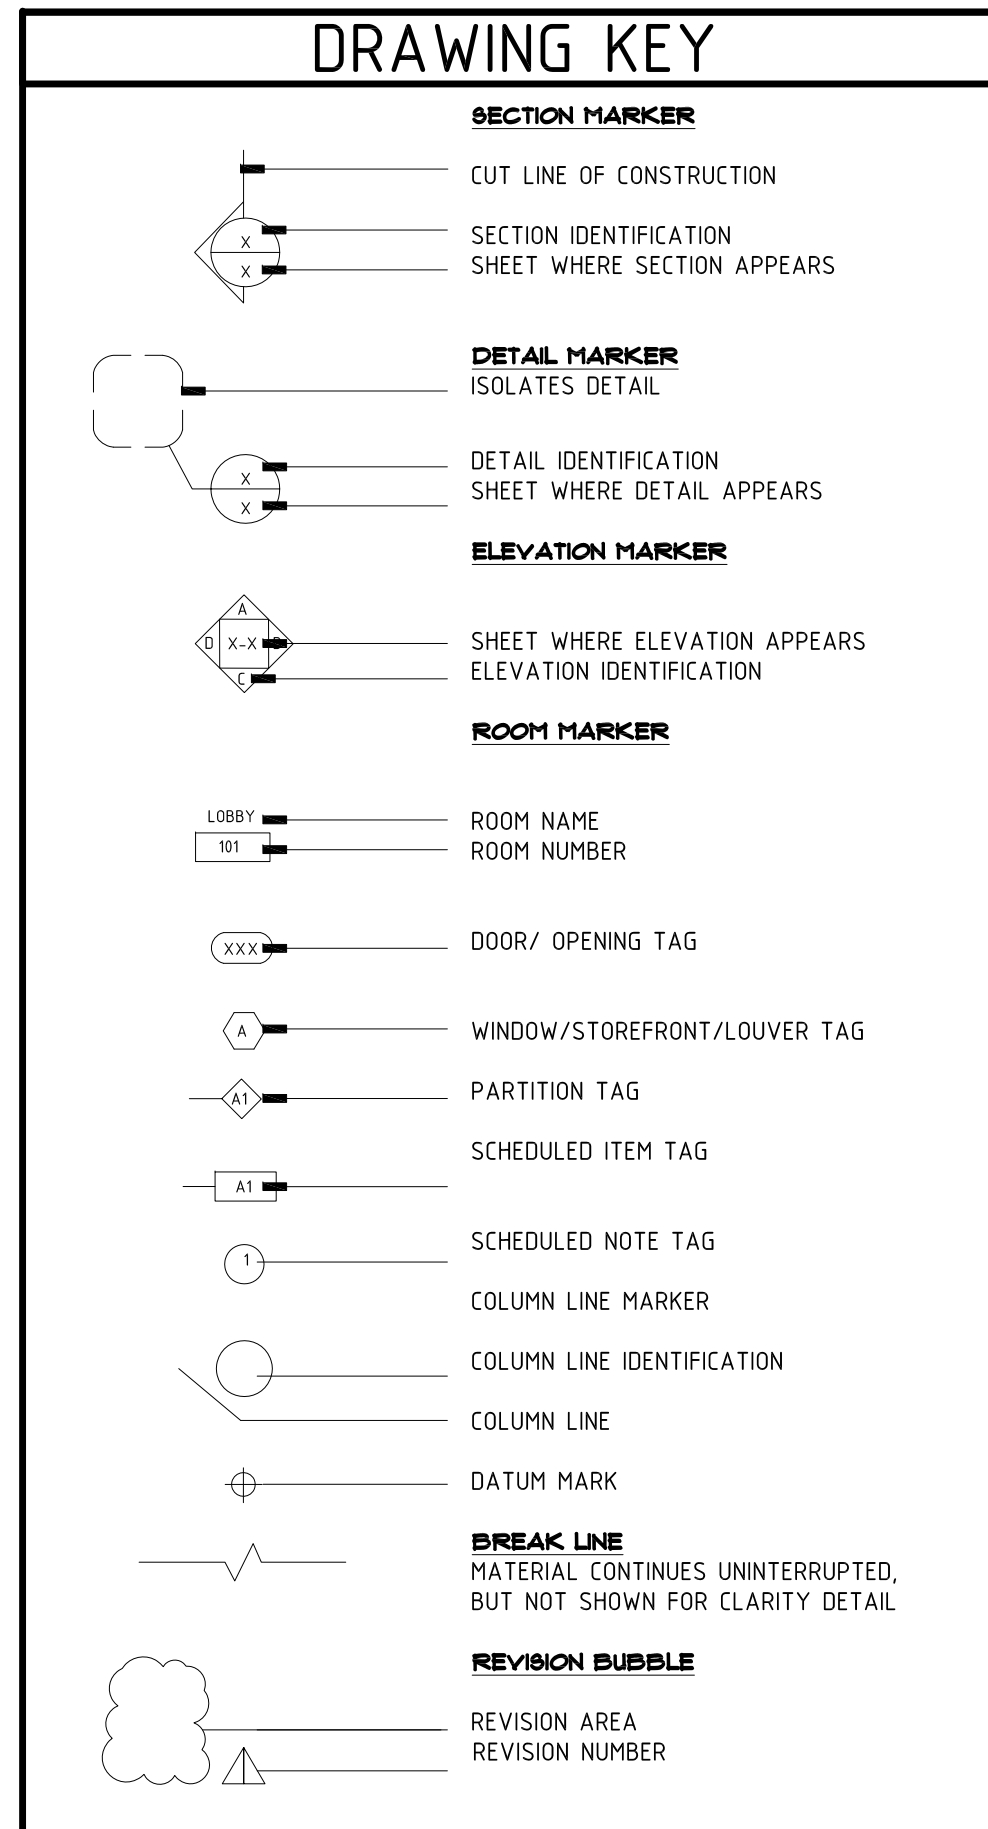 DRAWING KEY
SECTION MARKER
CUT LINE OF CONSTRUCTION
X
SECTION IDENTIFICATION
X
SHEET WHERE SECTION APPEARS
DETAIL MARKER
ISOLATES DETAIL
X
DETAIL IDENTIFICATION
X
SHEET WHERE DETAIL APPEARS
ELEVATION MARKER
A
D X-X
SHEET WHERE ELEVATION APPEARS
C
ELEVATION IDENTIFICATION
ROOM MARKER
LOBBY
ROOM NAME
101
ROOM NUMBER
XXX
DOOR/ OPENING TAG
A
WINDOW/STOREFRONT/LOUVER TAG
A1
PARTITION TAG
SCHEDULED ITEM TAG
A1
SCHEDULED NOTE TAG
1
COLUMN LINE MARKER
COLUMN LINE IDENTIFICATION
COLUMN LINE
DATUM MARK
BREAK LINE
MATERIAL CONTINUES UNINTERRUPTED,
BUT NOT SHOWN FOR CLARITY DETAIL
REVISION BUBBLE
REVISION AREA
REVISION NUMBER